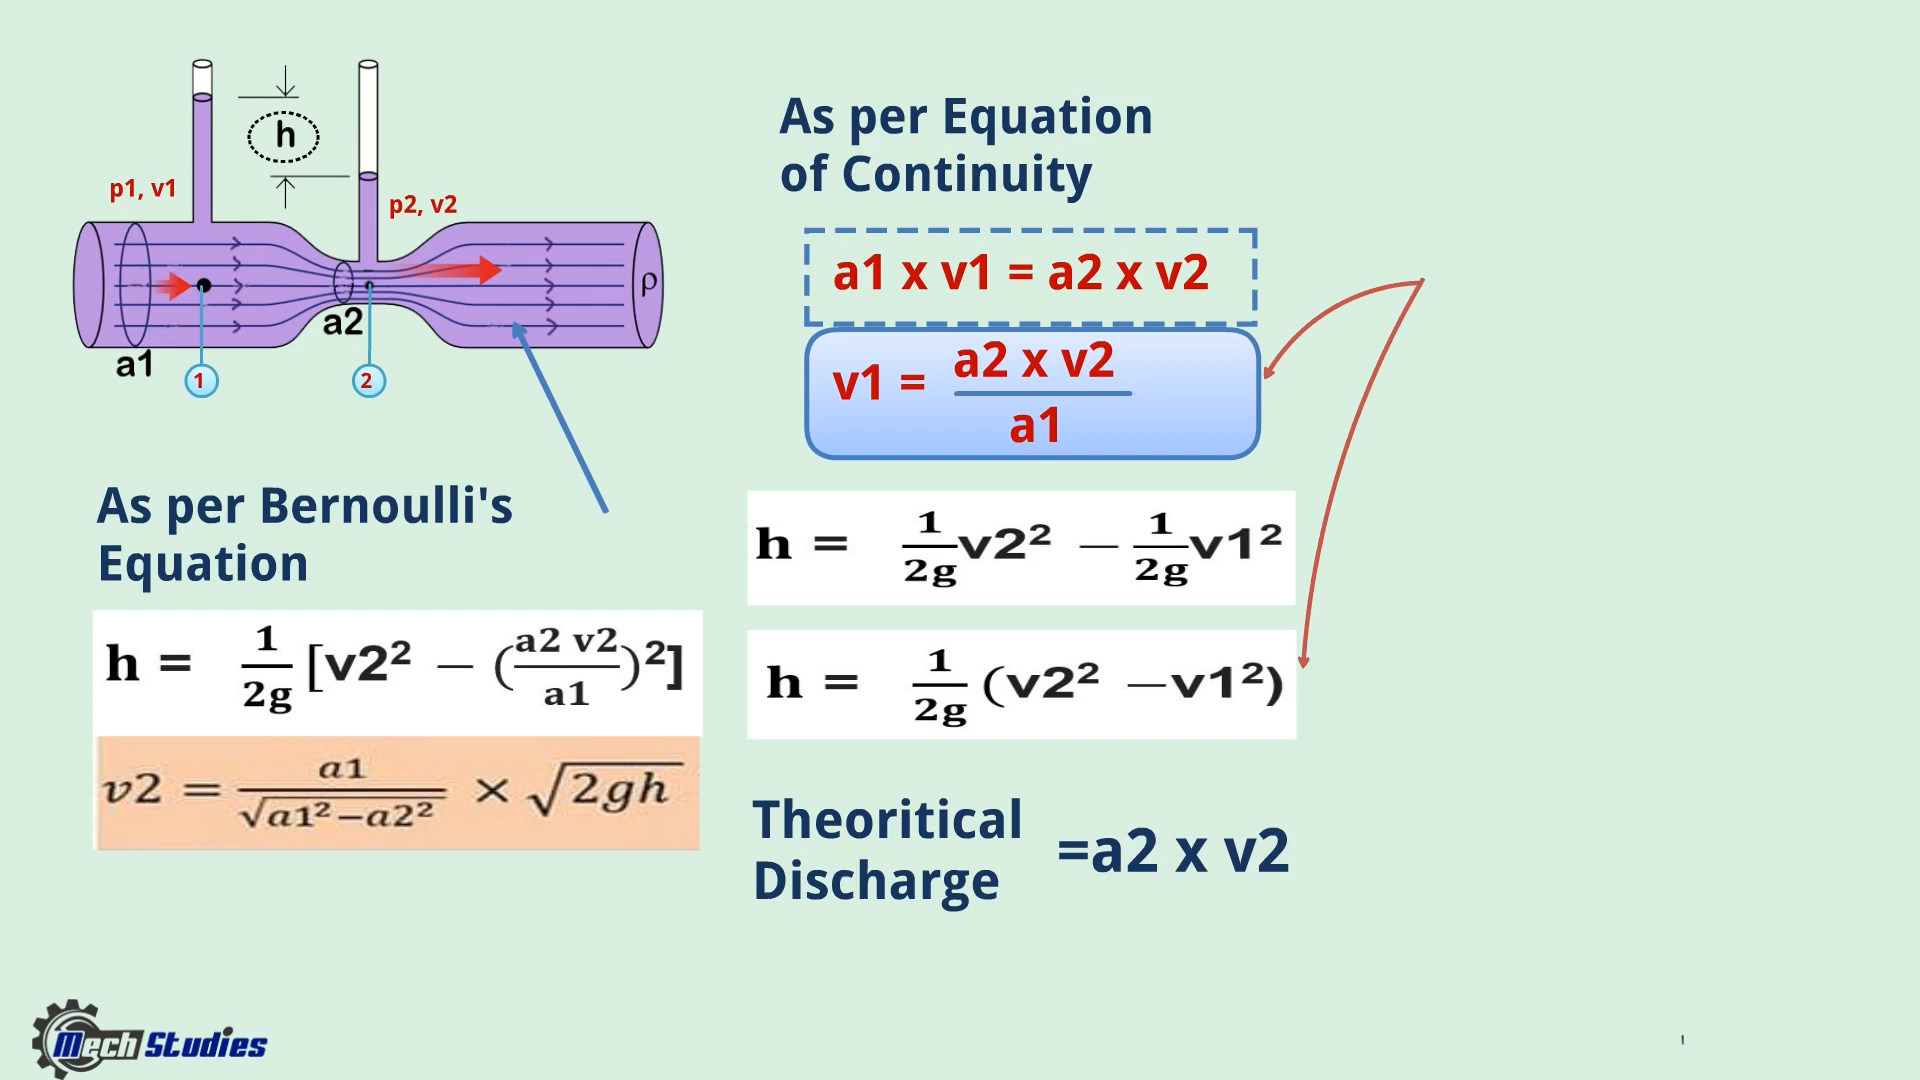 h
p1, v1
p2, v2
ρ
a2
a1
1
2
As per Equation
of Continuity
a1 x v1 = a2 x v2
v1 = a2 x v2 / a1
As per Bernoulli's
Equation
h = 1/2g v2² − 1/2g v1²
h = 1/2g [v2² − (a2 v2/a1)²]
h = 1/2g (v2² −v1²)
v2 = a1/√a1²−a2² × √2gh
Theoritical
Discharge
=a2 x v2
Mech Studies